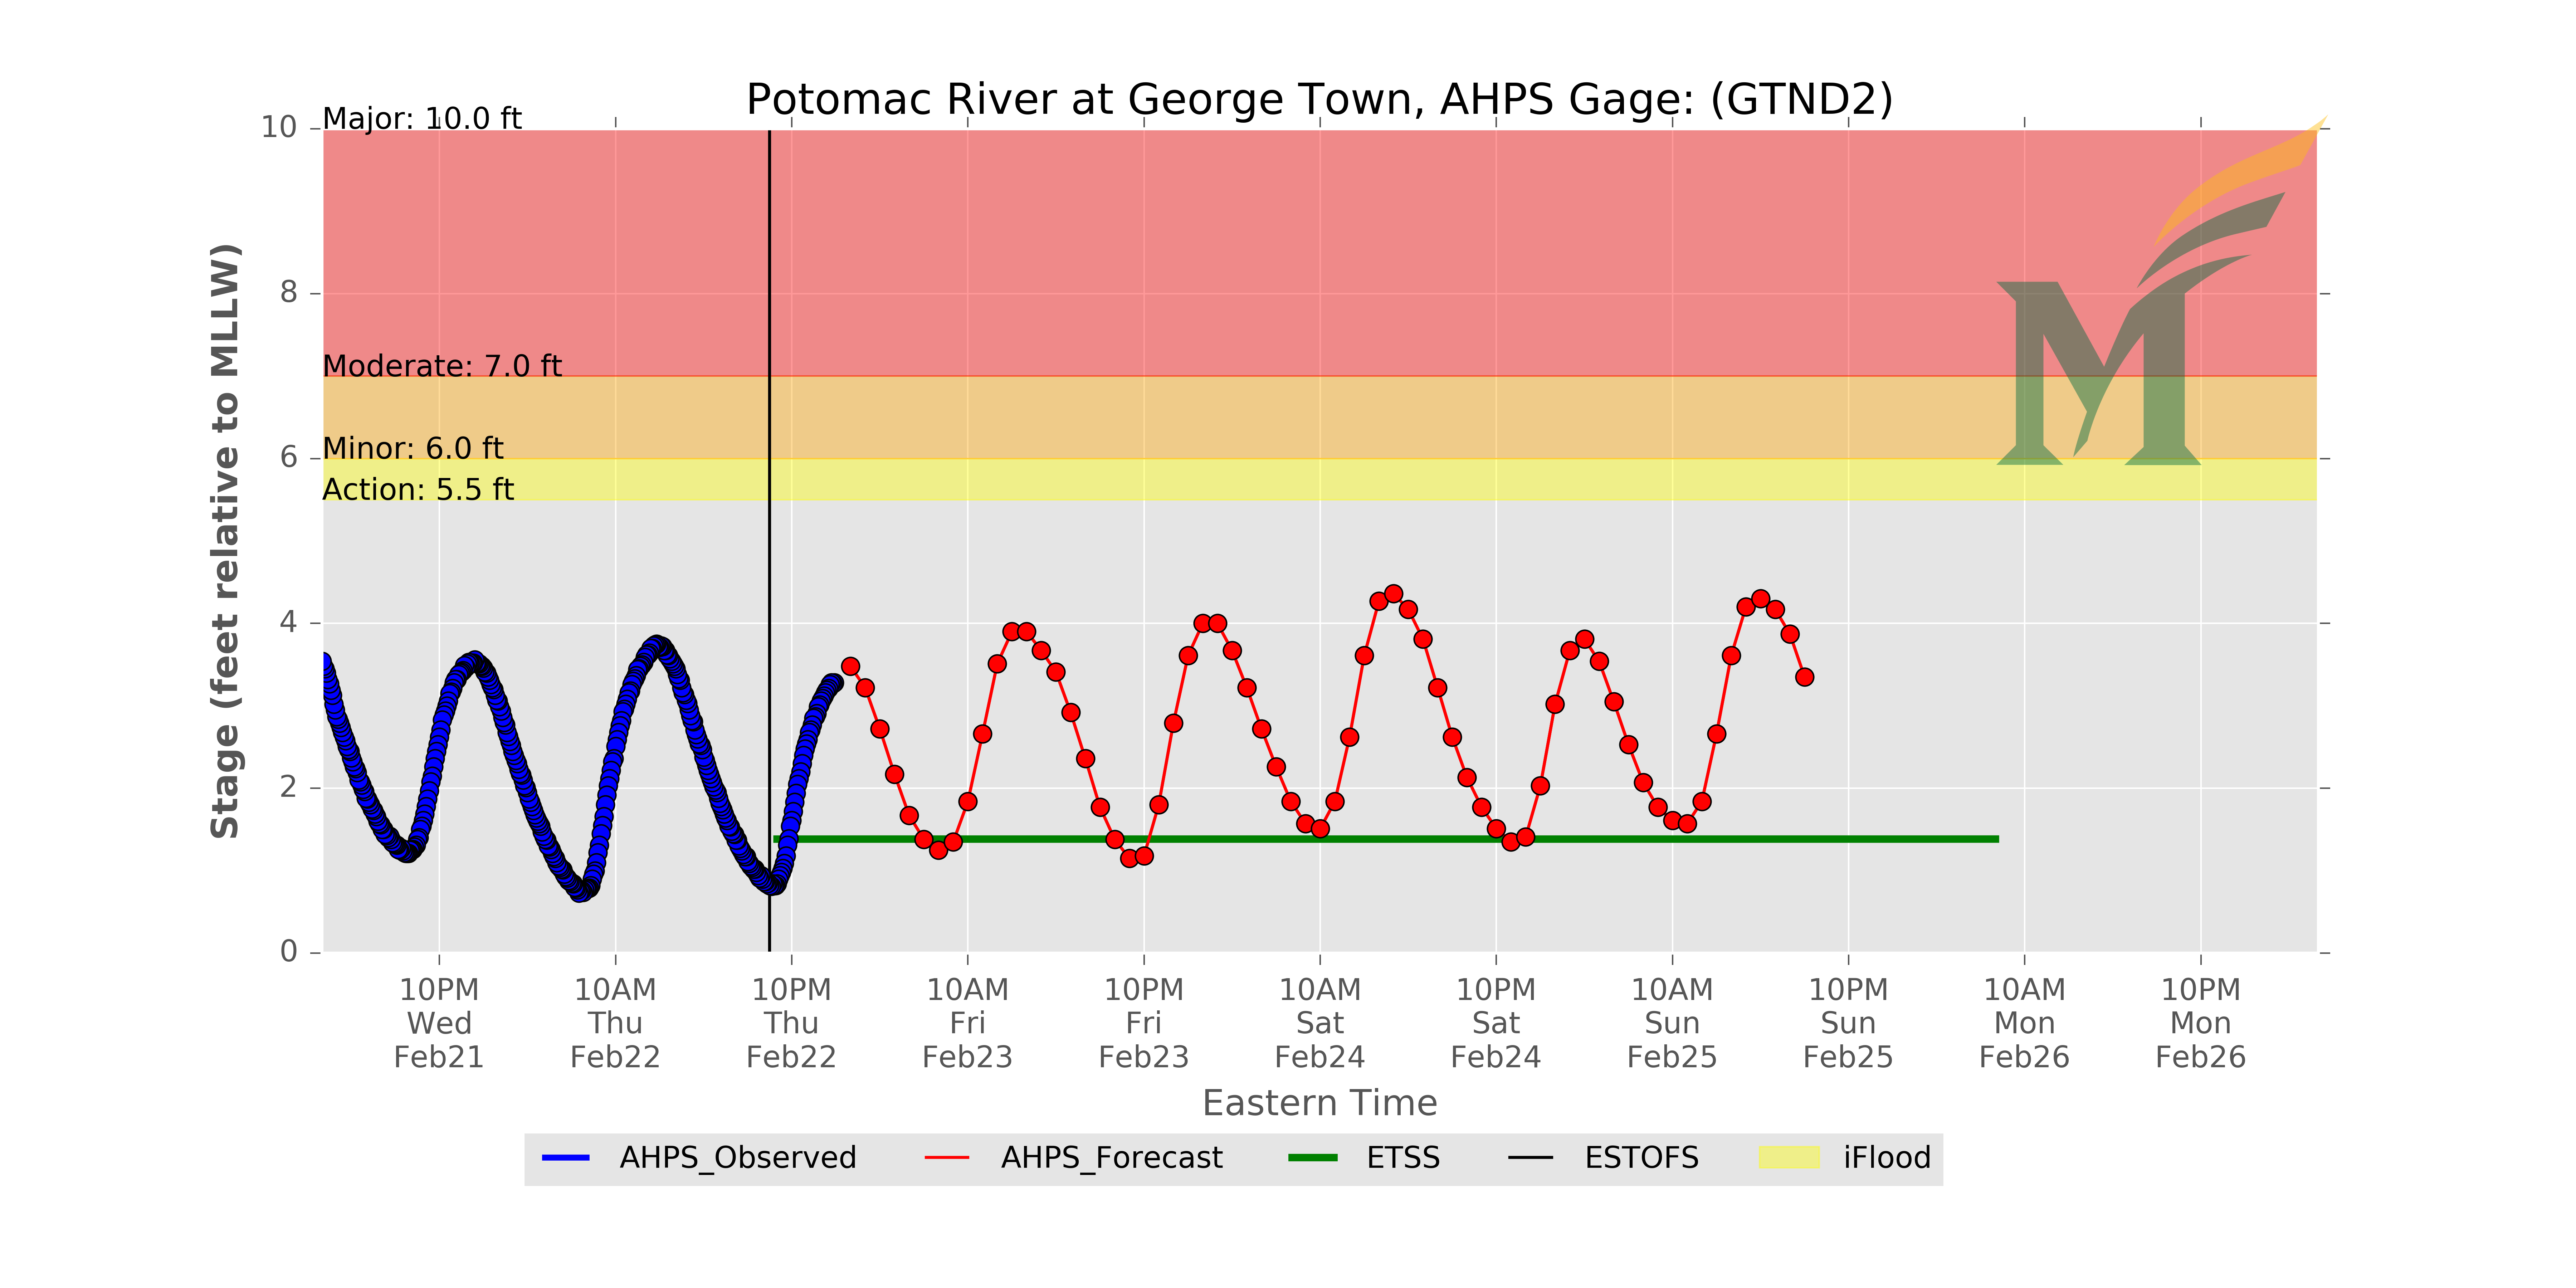 Potomac River at George Town, AHPS Gage: (GTND2)
Major: 10.0 ft
Moderate: 7.0 ft
Minor: 6.0 ft
Action: 5.5 ft
Stage (feet relative to MLLW)
10
8
6
4
2
0
10PM Wed Feb21
10AM Thu Feb22
10PM Thu Feb22
10AM Fri Feb23
10PM Fri Feb23
10AM Sat Feb24
10PM Sat Feb24
10AM Sun Feb25
10PM Sun Feb25
10AM Mon Feb26
10PM Mon Feb26
Eastern Time
AHPS_Observed AHPS_Forecast ETSS ESTOFS iFlood
M